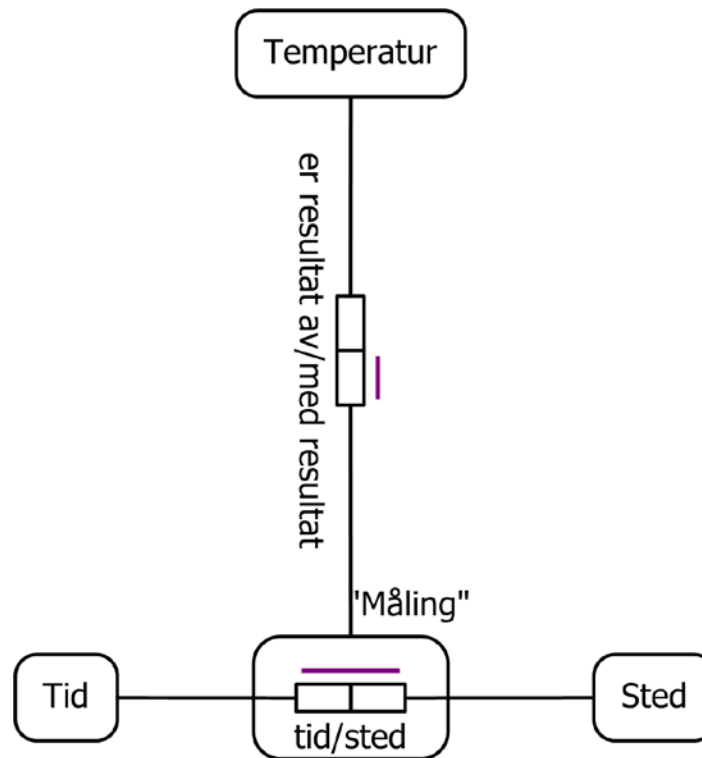 Temperatur
er resultat av/med resultat
'Måling"
Tid
tid/sted
Sted